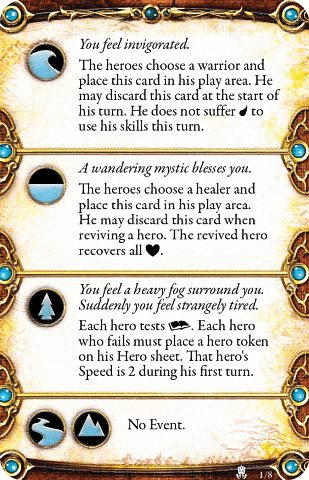 You feel invigorated.
The heroes choose a warrior and
place this card in his play area. He
may discard this card at the start of
his turn. He does not suffer to
use his skills this turn.
A wandering mystic blesses you.
The heroes choose a healer and
place this card in his play area.
He may discard this card when
reviving a hero. The revived hero
recovers all .
You feel a heavy fog surround you.
Suddenly you feel strangely tired.
Each hero tests . Each hero
who fails must place a hero token
on his Hero sheet. That hero's
Speed is 2 during his first turn.
No Event.
1/8